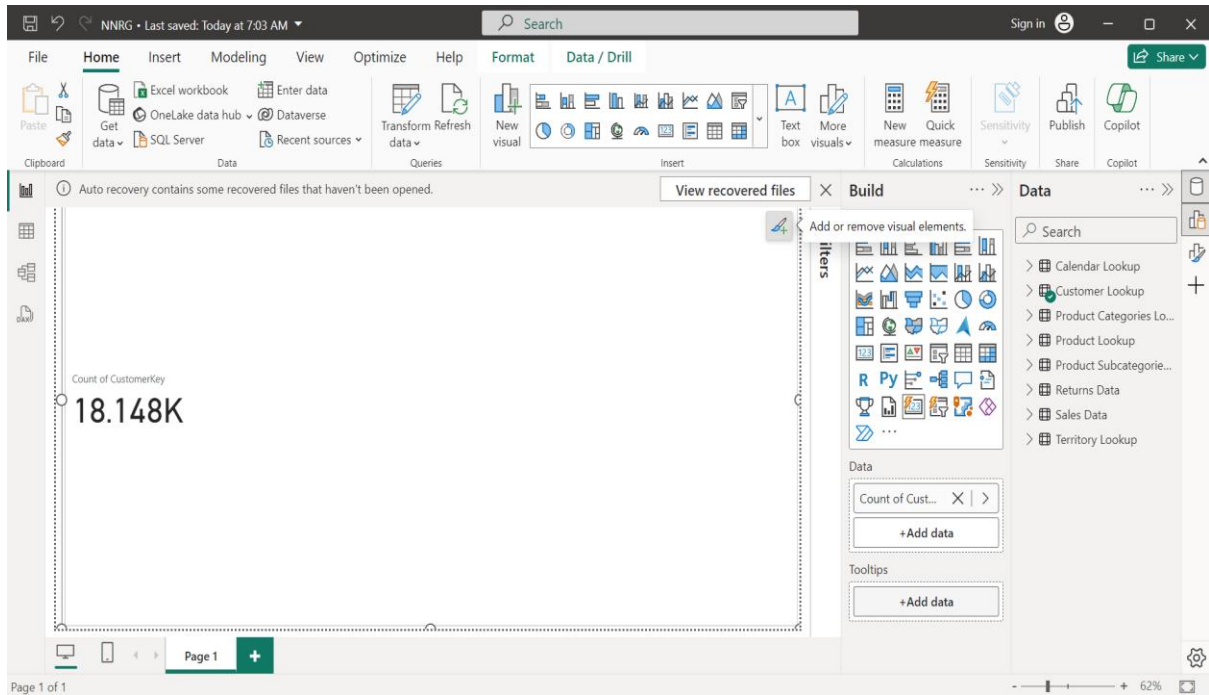 NNRG • Last saved: Today at 7:03 AM
Search
Sign in
File Home Insert Modeling View Optimize Help Format Data / Drill
Share
Paste
Get data
Excel workbook
OneLake data hub
SQL Server
Enter data
Dataverse
Recent sources
Transform data
Refresh
New visual
123
Text box
More visuals
New measure
Quick measure
Sensitivity
Publish
Copilot
Clipboard
Data
Queries
Insert
Calculations
Sensitivity
Share
Copilot
Auto recovery contains some recovered files that haven't been opened.
View recovered files
Build
Data
Add or remove visual elements.
Filters
123
R Py
Search
Calendar Lookup
Customer Lookup
Product Categories Lo...
Product Lookup
Product Subcategorie...
Returns Data
Sales Data
Territory Lookup
DAX
Count of CustomerKey
18.148K
Data
Count of Cust...
+Add data
Tooltips
+Add data
Page 1
Page 1 of 1
62%